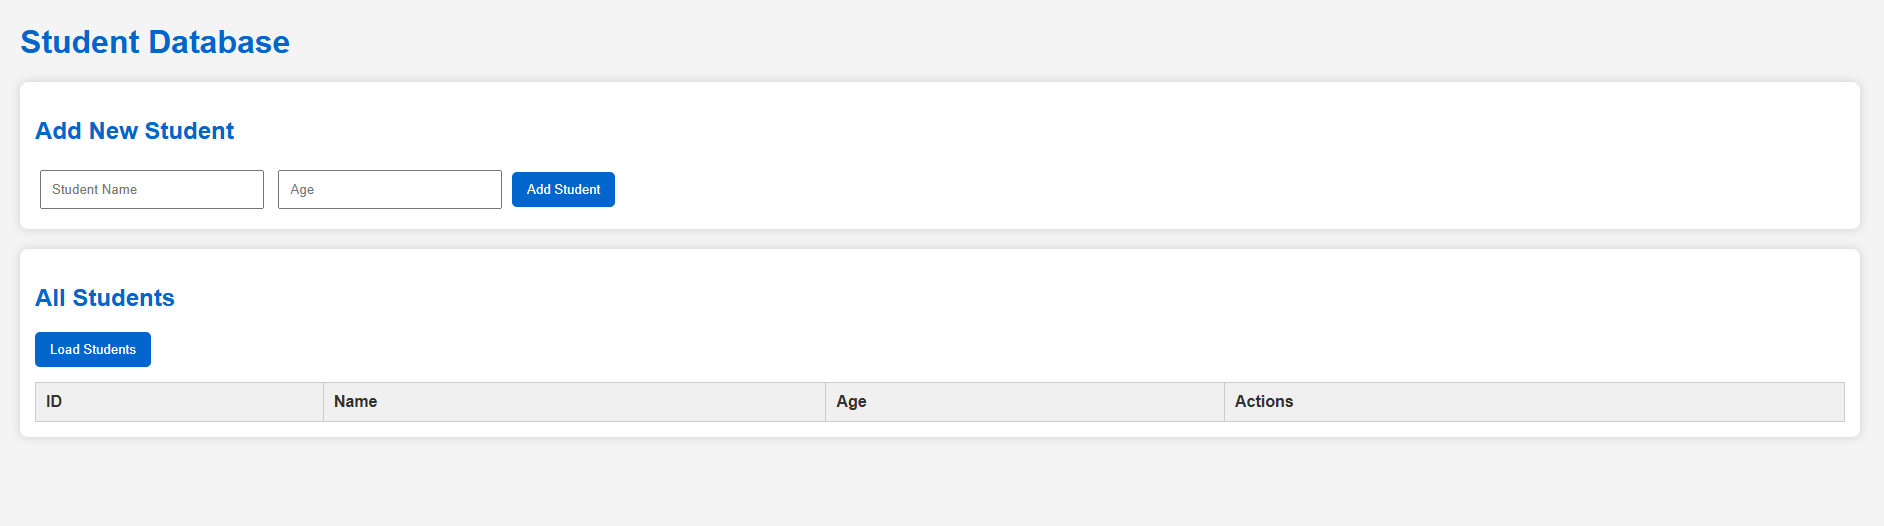 Student Database
Add New Student
Student Name Age Add Student
All Students
Load Students
ID Name Age Actions